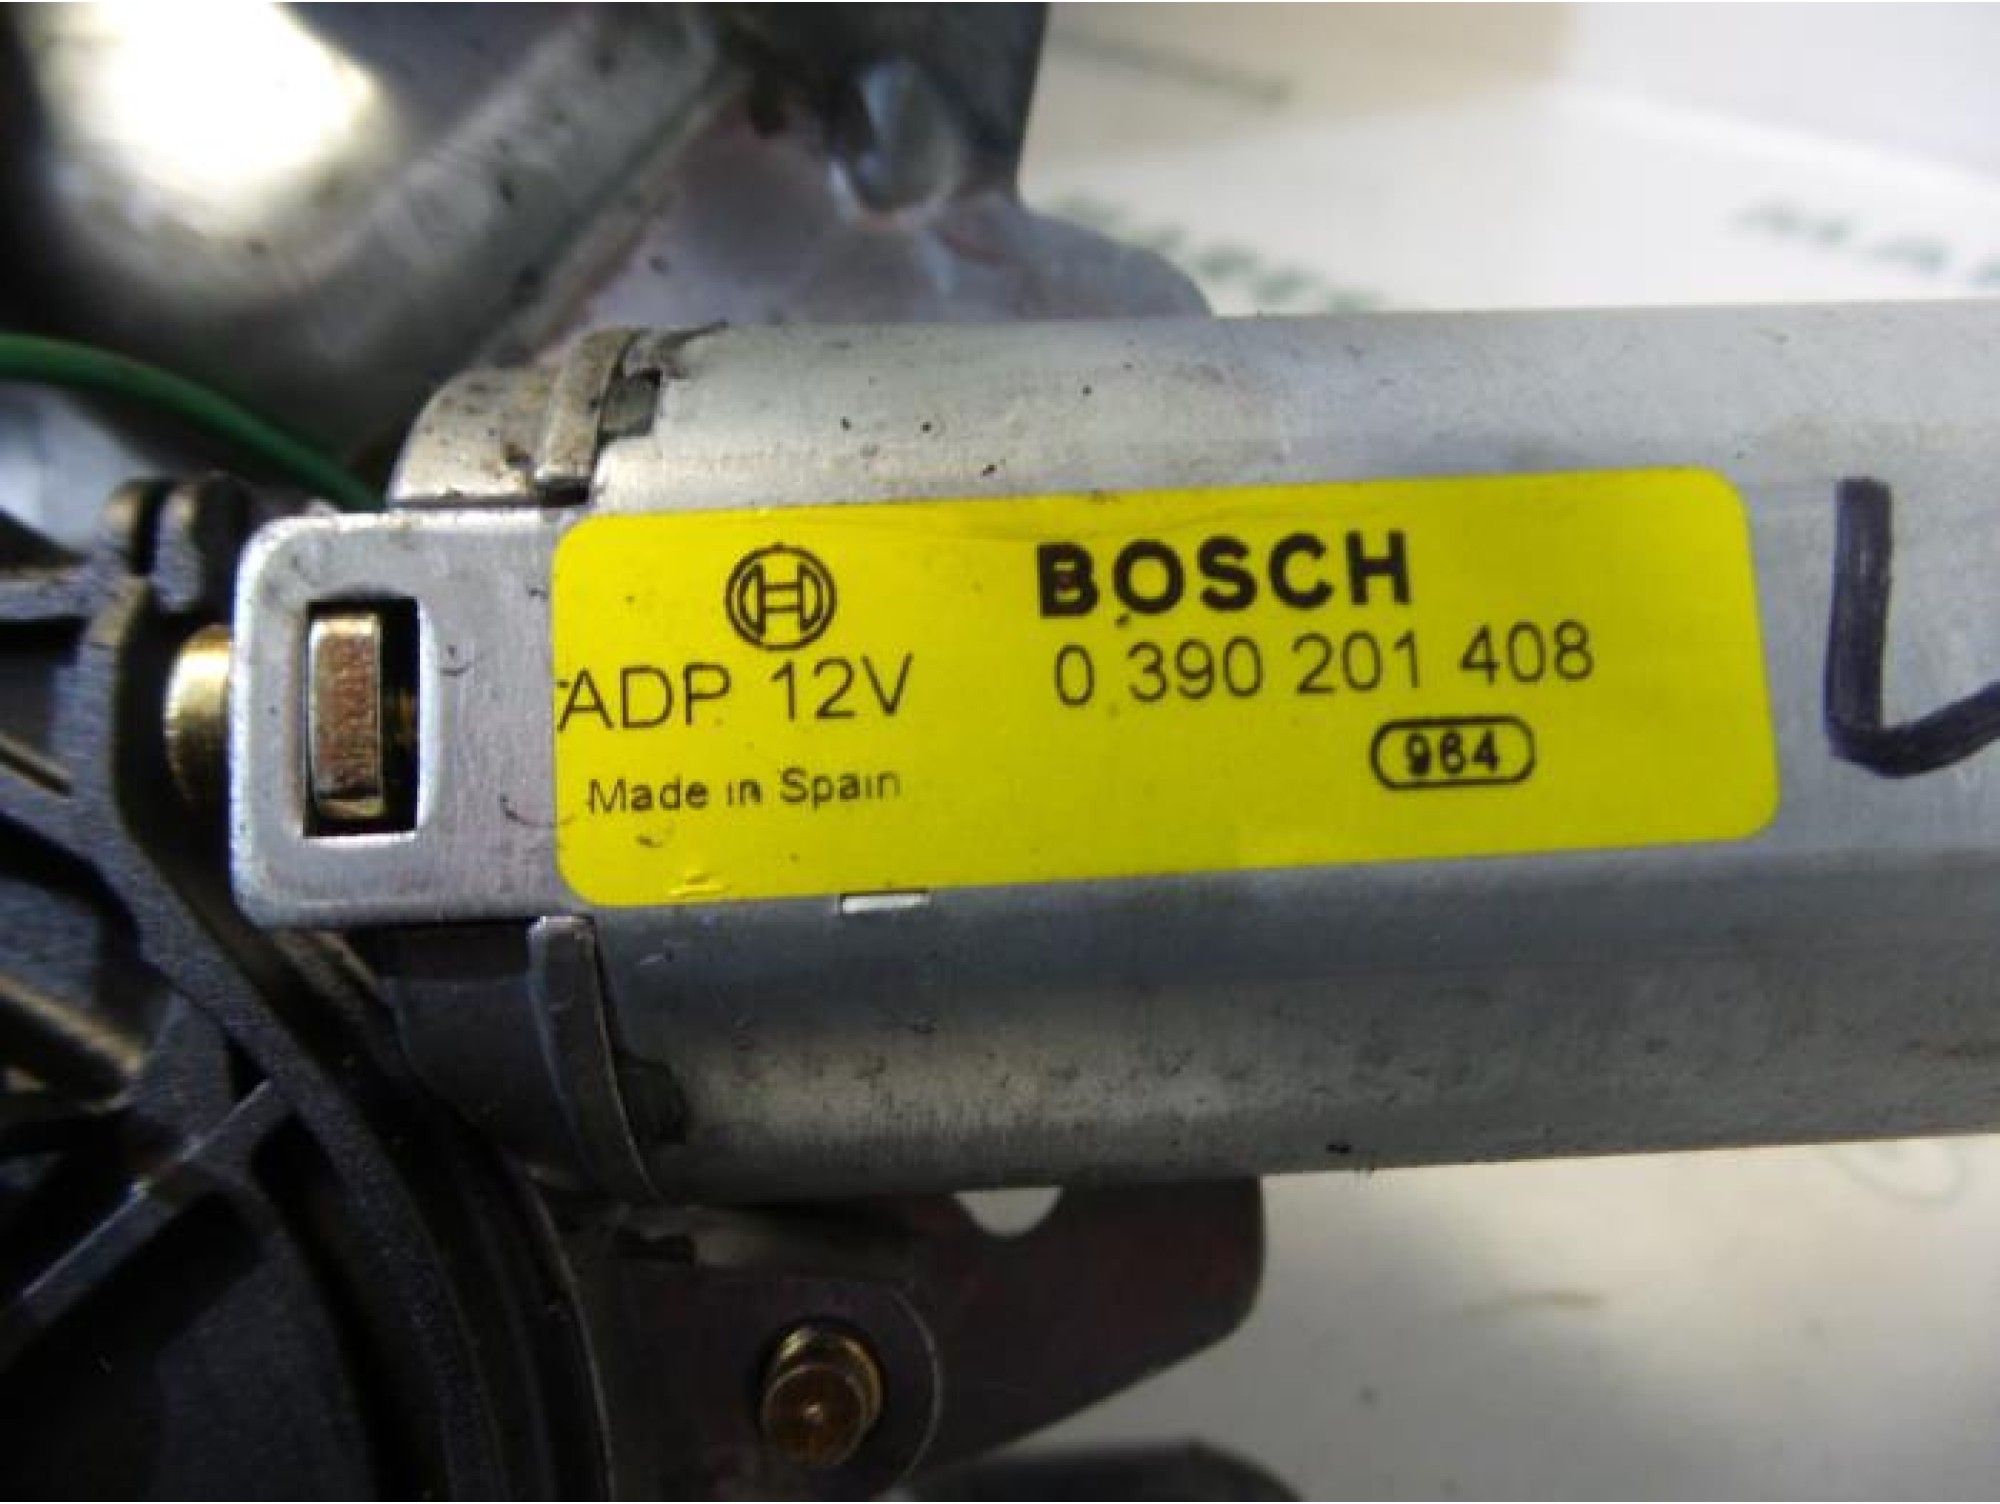 BOSCH
ADP 12V 0 390 201 408
Made in Spain 964